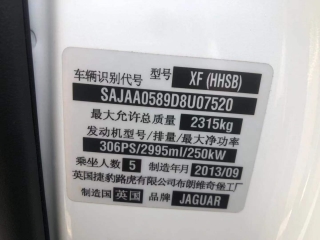 车辆识别代号 型号 XF (HHSB)
SAJAA0589D8U07520
最大允许总质量 2315kg
发动机型号/排量/最大净功率
306PS/2995ml/250kW
乘坐人数 5 制造年月 2013/09
英国捷豹路虎有限公司布朗维奇堡工厂
制造国 英国 品牌 JAGUAR